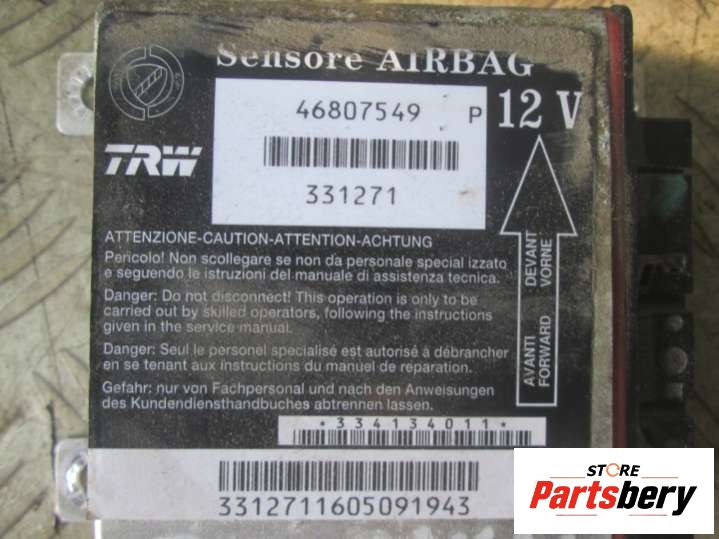 Sensore AIRBAG
46807549 P 12 V
TRW
331271
ATTENZIONE-CAUTION-ATTENTION-ACHTUNG
Pericolo! Non scollegare se non da personale special izzato
e seguendo le istruzioni del manuale di assistenza tecnica.
Danger: Do not disconnect! This operation is only to be
carried out by skilled operators, following the instructions
given in the service manual.
Danger: Seul le personel specialisé est autorisé à débrancher
en se tenant aux instructions du manuel de reparation.
Gefahr: nur von Fachpersonal und nach den Anweisungen
des Kundendiensthandbuches abtrennen lassen.
AVANTI DEVANT
FORWARD VORNE
*334134011*
3312711605091943
STORE
Partsbery